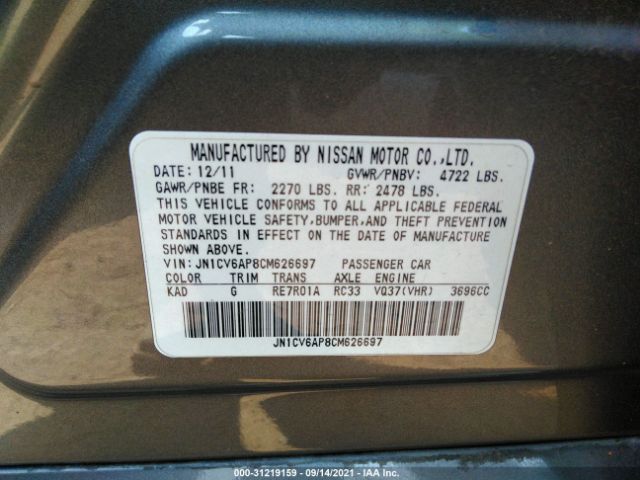 MANUFACTURED BY NISSAN MOTOR CO.,LTD.
DATE: 12/11 GVWR/PNBV: 4722 LBS.
GAWR/PNBE FR: 2270 LBS. RR: 2478 LBS.
THIS VEHICLE CONFORMS TO ALL APPLICABLE FEDERAL
MOTOR VEHICLE SAFETY,BUMPER,AND THEFT PREVENTION
STANDARDS IN EFFECT ON THE DATE OF MANUFACTURE
SHOWN ABOVE.
VIN: JN1CV6AP8CM626697 PASSENGER CAR
COLOR TRIM TRANS AXLE ENGINE
KAD G RE7R01A RC33 VQ37(VHR) 3696CC
JN1CV6AP8CM626697
000-31219159 - 09/14/2021 - IAA Inc.